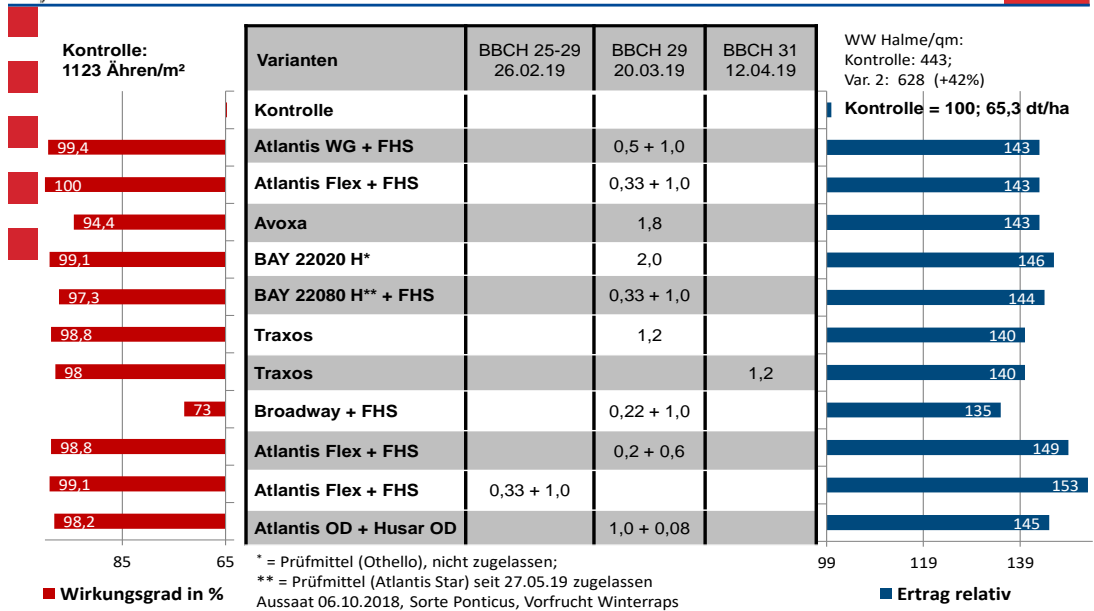 Kontrolle:
1123 Ähren/m²
Varianten
BBCH 25-29
26.02.19
BBCH 29
20.03.19
BBCH 31
12.04.19
WW Halme/qm:
Kontrolle: 443;
Var. 2: 628 (+42%)
Kontrolle
Kontrolle = 100; 65,3 dt/ha
99,4 Atlantis WG + FHS 0,5 + 1,0 143
100 Atlantis Flex + FHS 0,33 + 1,0 143
94,4 Avoxa 1,8 143
99,1 BAY 22020 H* 2,0 146
97,3 BAY 22080 H** + FHS 0,33 + 1,0 144
98,8 Traxos 1,2 140
98 Traxos 1,2 140
73 Broadway + FHS 0,22 + 1,0 135
98,8 Atlantis Flex + FHS 0,2 + 0,6 149
99,1 Atlantis Flex + FHS 0,33 + 1,0 153
98,2 Atlantis OD + Husar OD 1,0 + 0,08 145
85 65
99 119 139
* = Prüfmittel (Othello), nicht zugelassen;
** = Prüfmittel (Atlantis Star) seit 27.05.19 zugelassen
Aussaat 06.10.2018, Sorte Ponticus, Vorfrucht Winterraps
Wirkungsgrad in %
Ertrag relativ